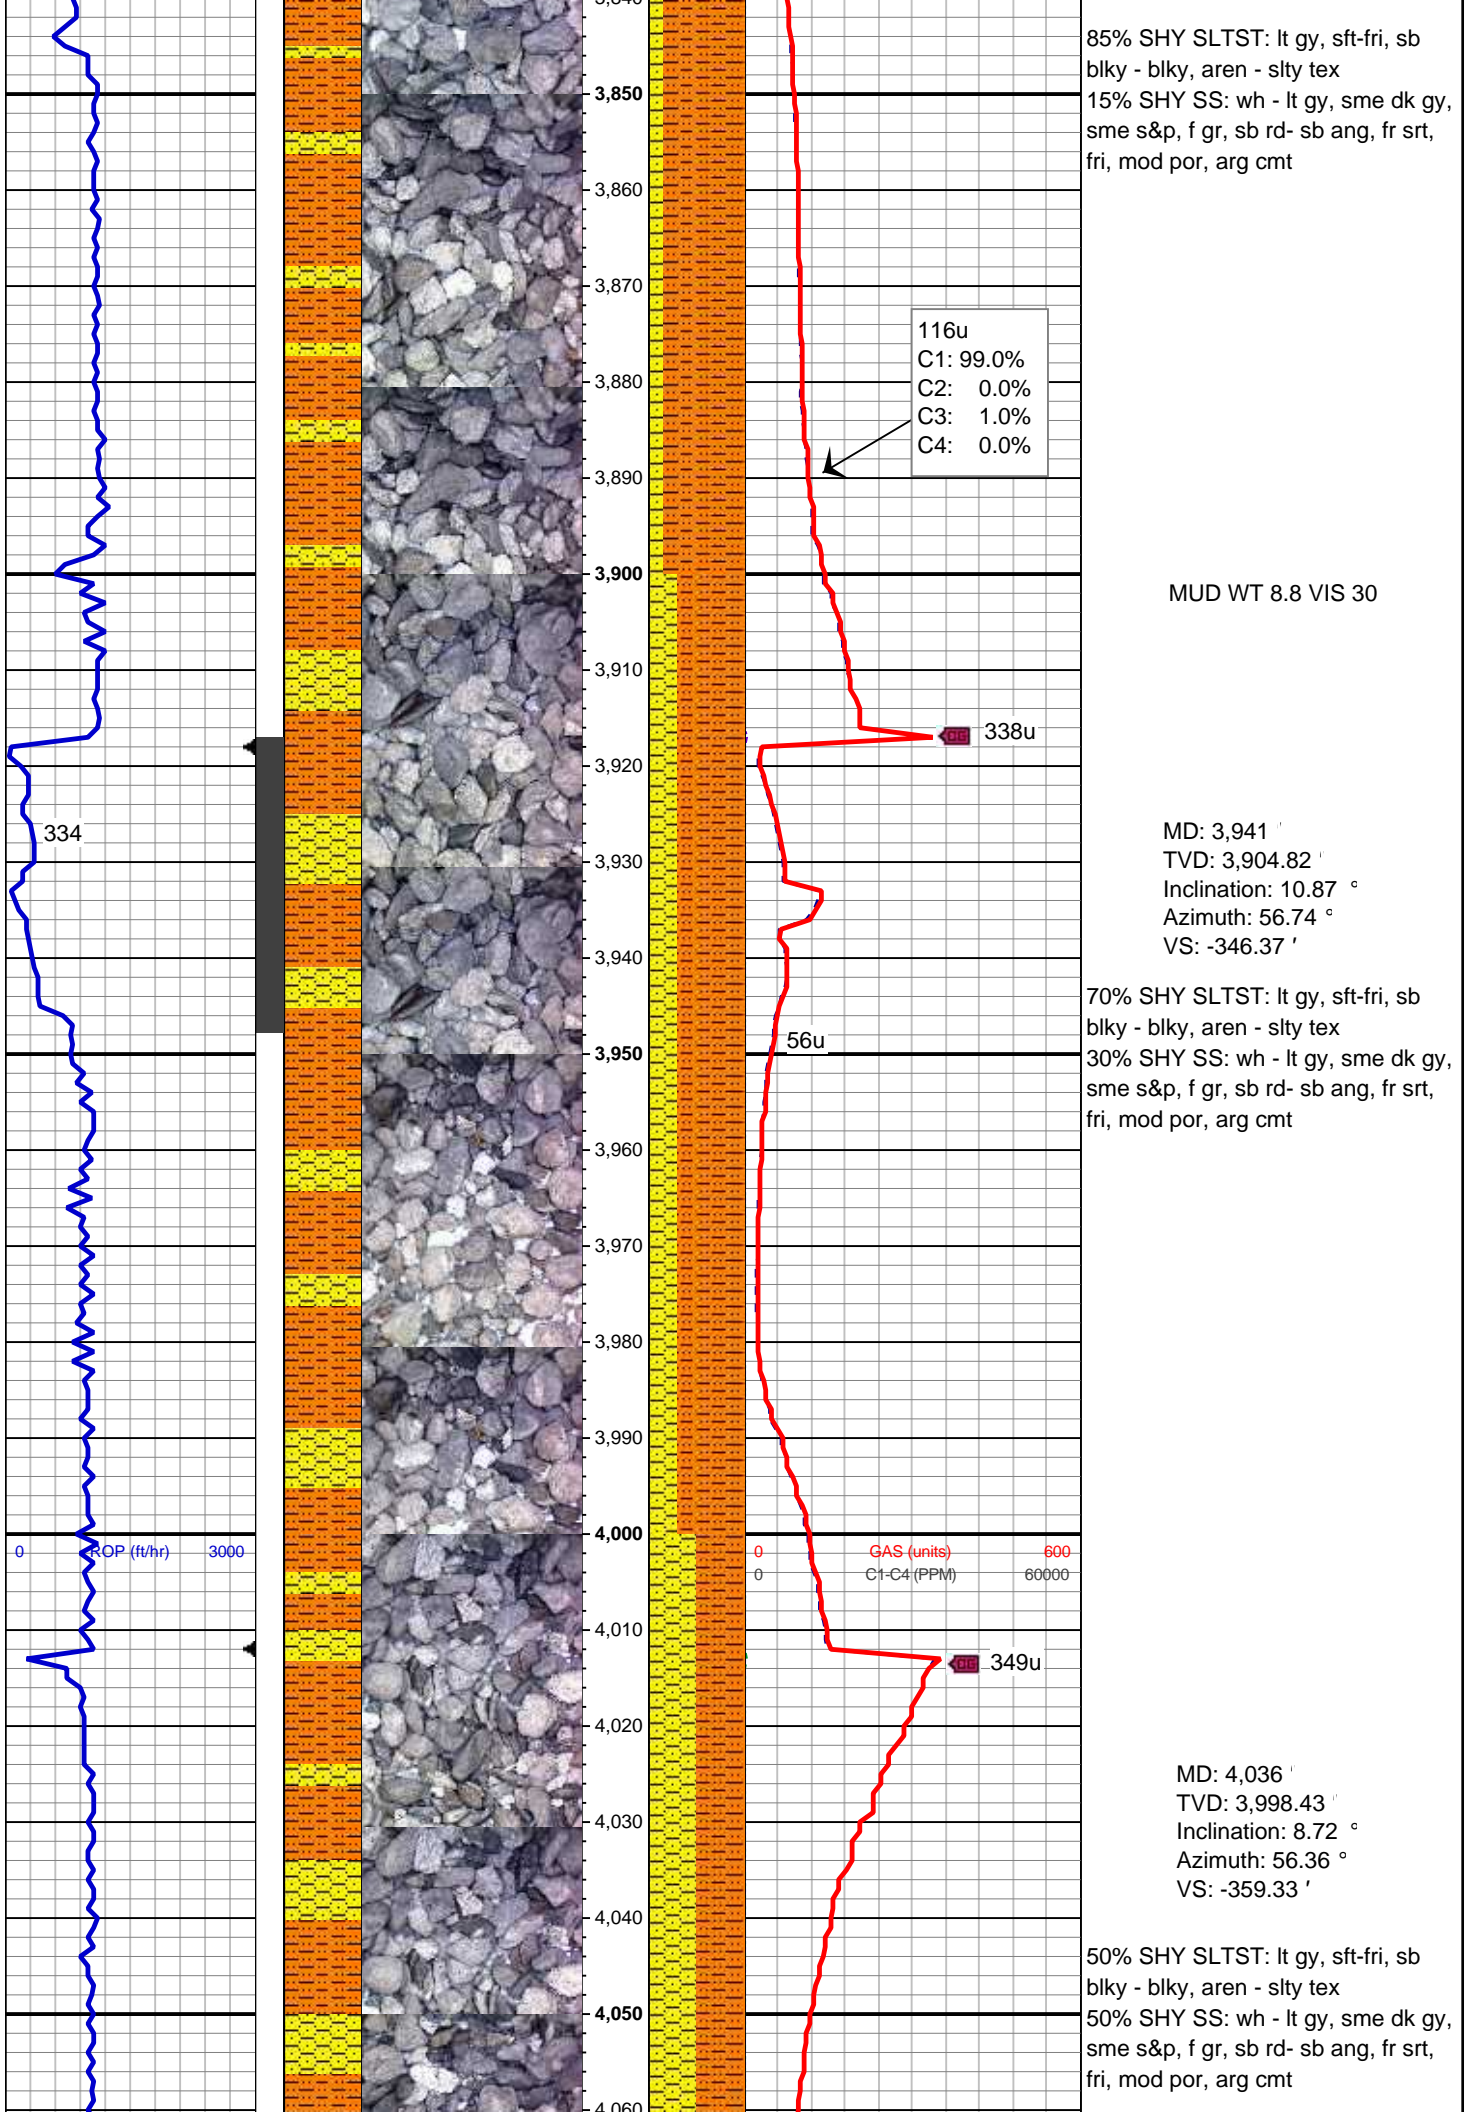 3,840
85% SHY SLTST: lt gy, sft-fri, sb
blky - blky, aren - slty tex
15% SHY SS: wh - lt gy, sme dk gy,
sme s&p, f gr, sb rd- sb ang, fr srt,
fri, mod por, arg cmt
3,850
3,860
3,870
116u
C1: 99.0%
C2: 0.0%
C3: 1.0%
C4: 0.0%
3,880
3,890
3,900
MUD WT 8.8 VIS 30
3,910
CG 338u
3,920
334
3,930
MD: 3,941 '
TVD: 3,904.82 '
Inclination: 10.87 °
Azimuth: 56.74 °
VS: -346.37 '
3,940
70% SHY SLTST: lt gy, sft-fri, sb
blky - blky, aren - slty tex
30% SHY SS: wh - lt gy, sme dk gy,
sme s&p, f gr, sb rd- sb ang, fr srt,
fri, mod por, arg cmt
56u
3,950
3,960
3,970
3,980
3,990
4,000
0 ROP (ft/hr) 3000
0 GAS (units) 600
0 C1-C4 (PPM) 60000
4,010
CG 349u
4,020
4,030
MD: 4,036 '
TVD: 3,998.43 '
Inclination: 8.72 °
Azimuth: 56.36 °
VS: -359.33 '
4,040
50% SHY SLTST: lt gy, sft-fri, sb
blky - blky, aren - slty tex
50% SHY SS: wh - lt gy, sme dk gy,
sme s&p, f gr, sb rd- sb ang, fr srt,
fri, mod por, arg cmt
4,050
4,060